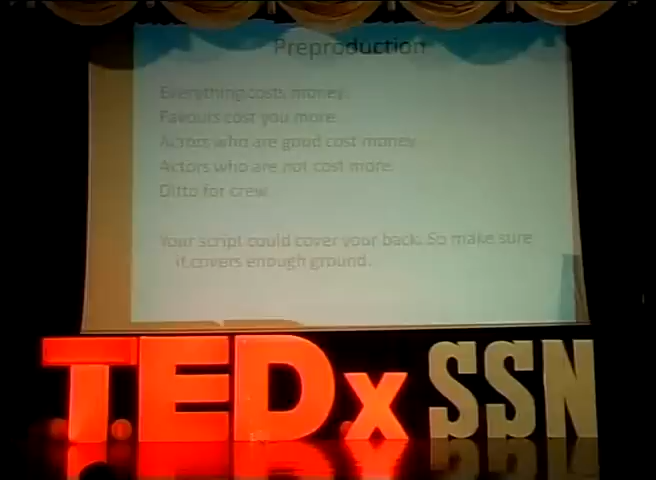 Preproduction
Everything costs money
Favours cost you more
Actors who are good cost money
Actors who are not cost more
Ditto for crew
Your script could cover your back. So make sure
it covers enough ground.
TEDx SSN